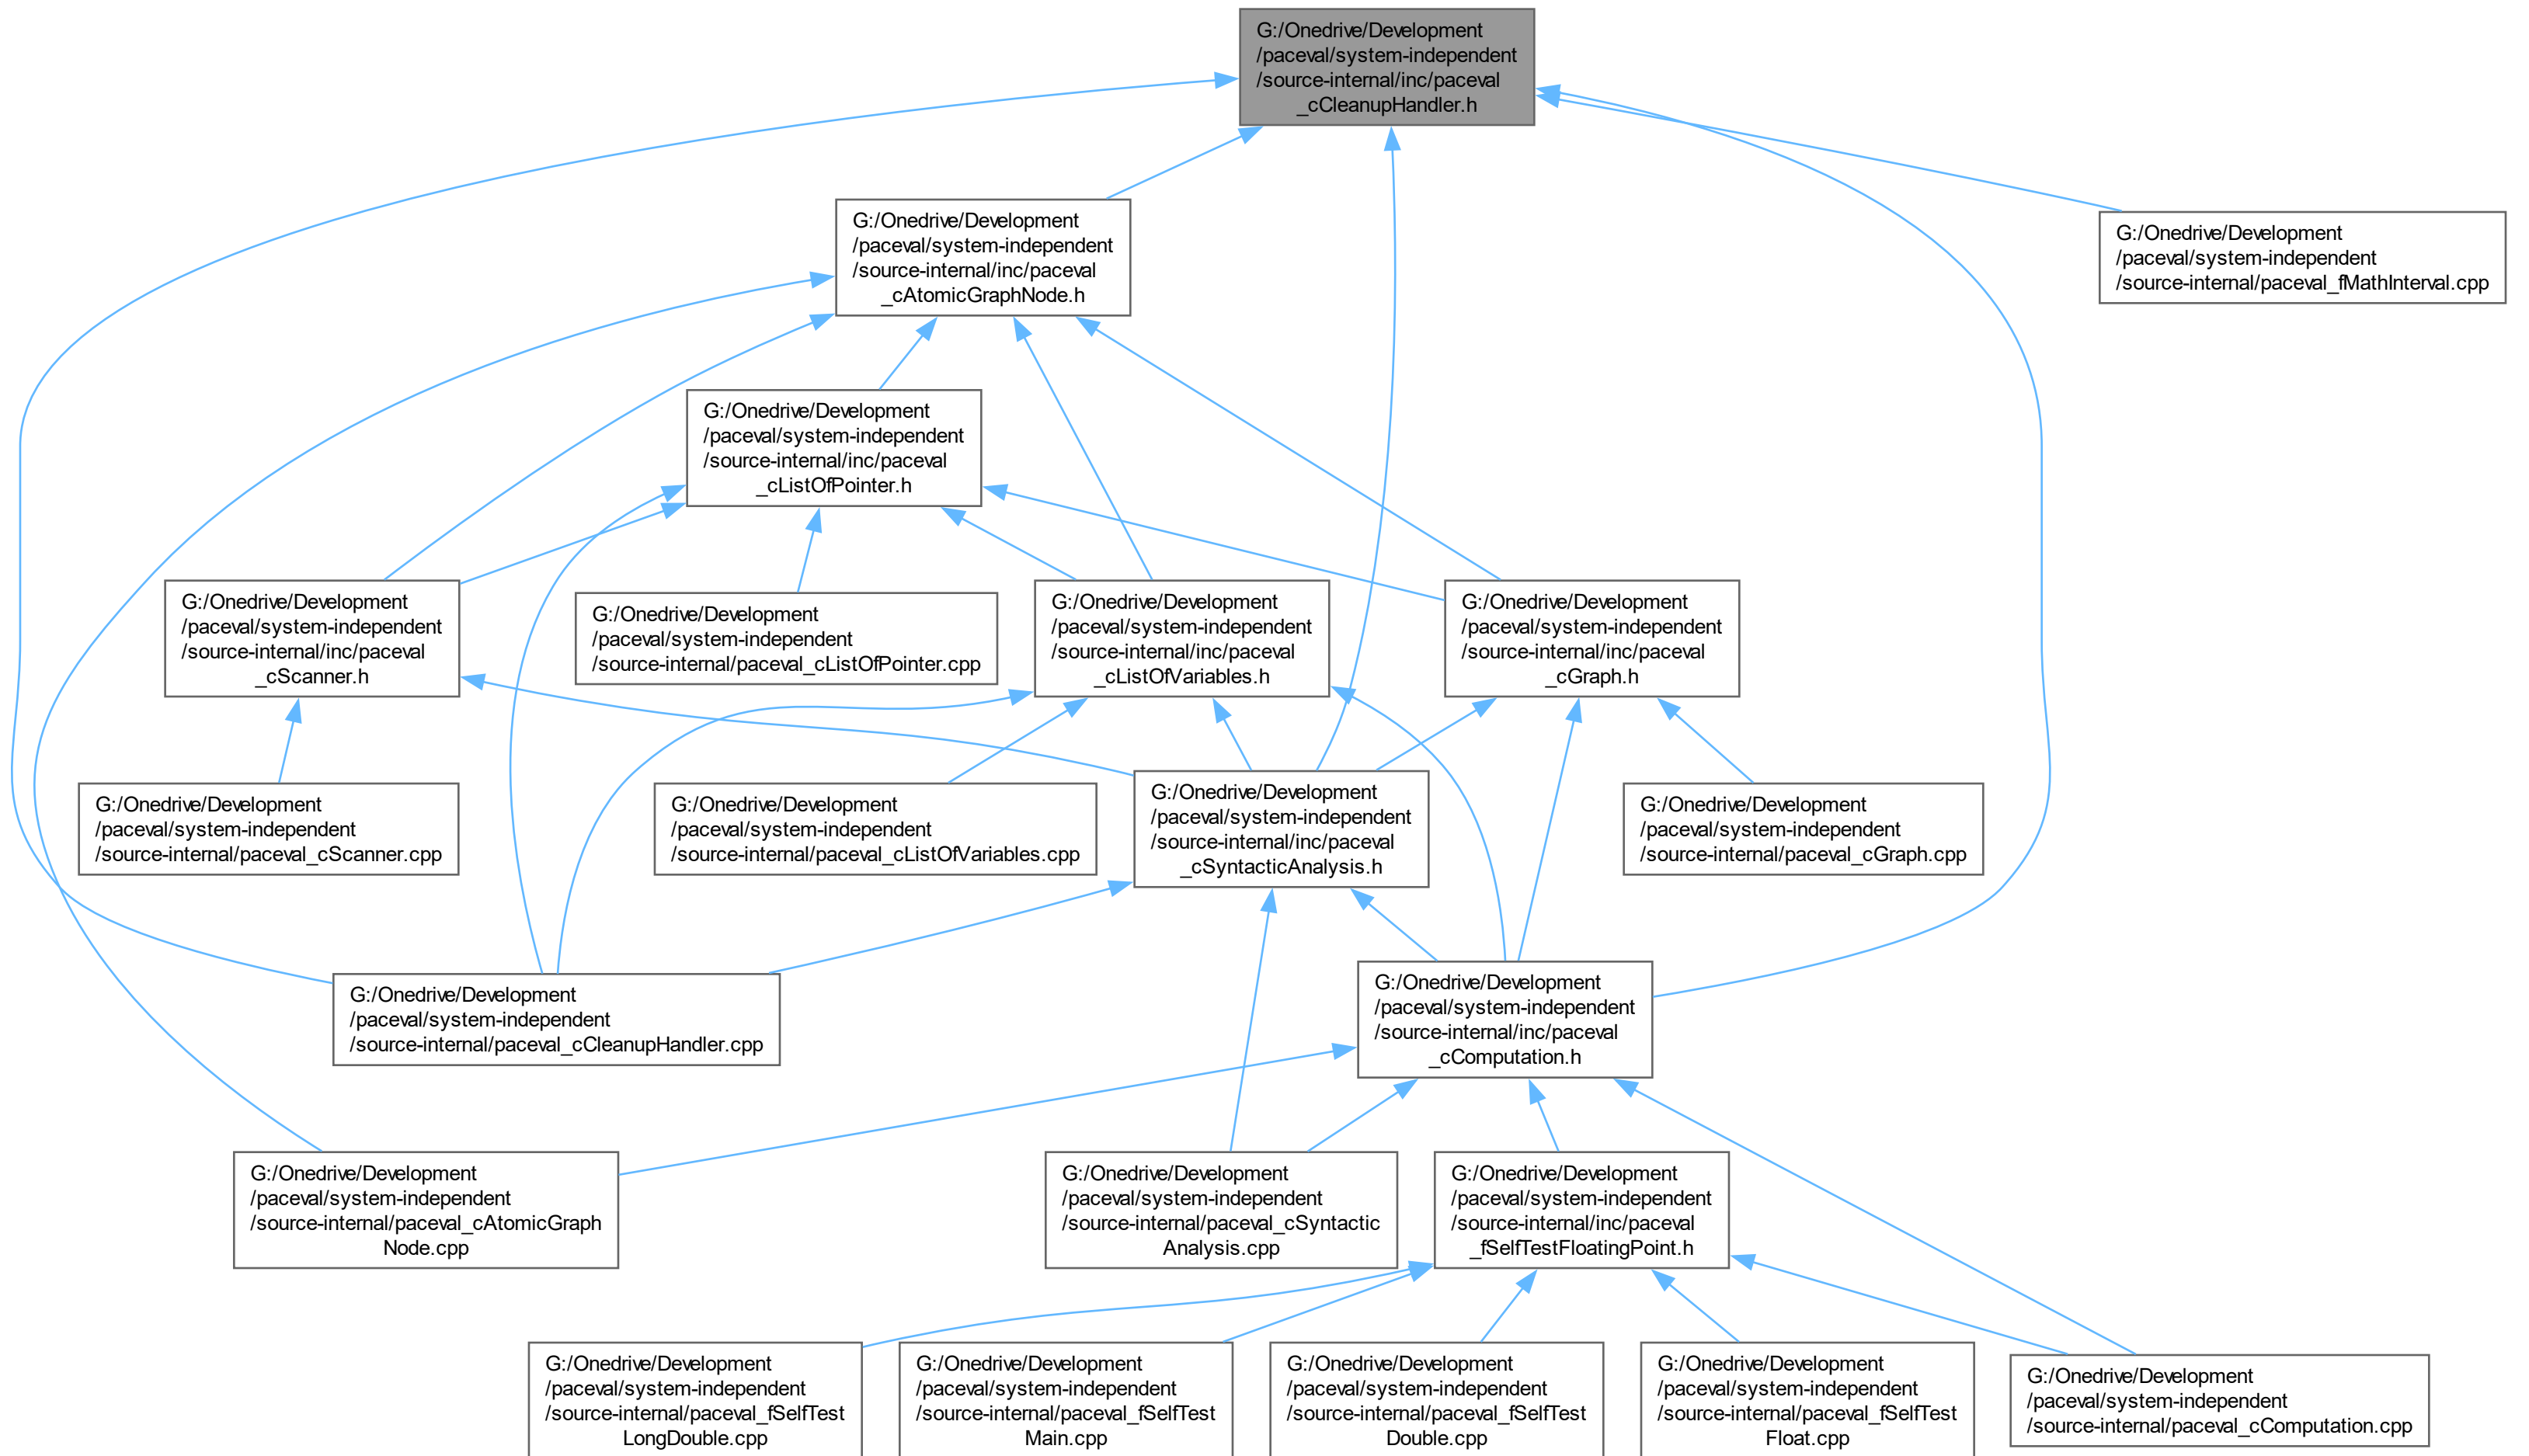 G:/Onedrive/Development
/paceval/system-independent
/source-internal/inc/paceval
_cCleanupHandler.h
G:/Onedrive/Development
/paceval/system-independent
/source-internal/inc/paceval
_cAtomicGraphNode.h
G:/Onedrive/Development
/paceval/system-independent
/source-internal/paceval_fMathInterval.cpp
G:/Onedrive/Development
/paceval/system-independent
/source-internal/inc/paceval
_cListOfPointer.h
G:/Onedrive/Development
/paceval/system-independent
/source-internal/inc/paceval
_cScanner.h
G:/Onedrive/Development
/paceval/system-independent
/source-internal/paceval_cListOfPointer.cpp
G:/Onedrive/Development
/paceval/system-independent
/source-internal/inc/paceval
_cListOfVariables.h
G:/Onedrive/Development
/paceval/system-independent
/source-internal/inc/paceval
_cGraph.h
G:/Onedrive/Development
/paceval/system-independent
/source-internal/paceval_cScanner.cpp
G:/Onedrive/Development
/paceval/system-independent
/source-internal/paceval_cListOfVariables.cpp
G:/Onedrive/Development
/paceval/system-independent
/source-internal/inc/paceval
_cSyntacticAnalysis.h
G:/Onedrive/Development
/paceval/system-independent
/source-internal/paceval_cGraph.cpp
G:/Onedrive/Development
/paceval/system-independent
/source-internal/paceval_cCleanupHandler.cpp
G:/Onedrive/Development
/paceval/system-independent
/source-internal/inc/paceval
_cComputation.h
G:/Onedrive/Development
/paceval/system-independent
/source-internal/paceval_cAtomicGraph
Node.cpp
G:/Onedrive/Development
/paceval/system-independent
/source-internal/paceval_cSyntactic
Analysis.cpp
G:/Onedrive/Development
/paceval/system-independent
/source-internal/inc/paceval
_fSelfTestFloatingPoint.h
G:/Onedrive/Development
/paceval/system-independent
/source-internal/paceval_fSelfTest
LongDouble.cpp
G:/Onedrive/Development
/paceval/system-independent
/source-internal/paceval_fSelfTest
Main.cpp
G:/Onedrive/Development
/paceval/system-independent
/source-internal/paceval_fSelfTest
Double.cpp
G:/Onedrive/Development
/paceval/system-independent
/source-internal/paceval_fSelfTest
Float.cpp
G:/Onedrive/Development
/paceval/system-independent
/source-internal/paceval_cComputation.cpp